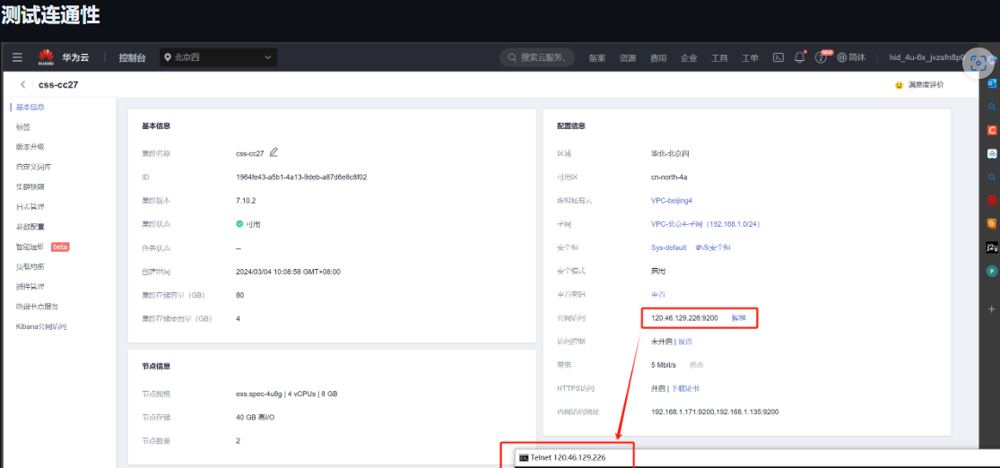 测试连通性
HUAWEI 华为云 控制台 北京四 搜索云服务、 备案 资源 费用 企业 工具 工单 NEW 简体 hid_4u-6x_jvzsfn8p9
css-cc27 满意度评价
基本信息
标签
版本升级
自定义词库
集群快照
日志管理
参数配置
智能运维 beta
负载均衡
插件管理
终端节点服务
Kibana公网访问
基本信息
集群名称 css-cc27
ID 1964fe43-a5b1-4a13-9deb-a87d6e8c8f02
集群版本 7.10.2
集群状态 可用
任务状态 --
创建时间 2024/03/04 10:08:58 GMT+08:00
集群存储容量（GB） 80
集群存储使用量（GB） 4
节点信息
节点规格 ess.spec-4u8g | 4 vCPUs | 8 GB
节点存储 40 GB 高I/O
节点数量 2
配置信息
区域 华北-北京四
可用区 cn-north-4a
虚拟私有云 VPC-beijing4
子网 VPC-北京4-子网（192.168.1.0/24）
安全组 Sys-default 更改安全组
安全模式 启用
重置密码 重置
公网访问 120.46.129.226:9200 解绑
访问控制 未开启 | 设置
带宽 5 Mbit/s 修改
HTTPS访问 开启 | 下载证书
内网访问地址 192.168.1.171:9200,192.168.1.135:9200
Telnet 120.46.129.226
j2y
P